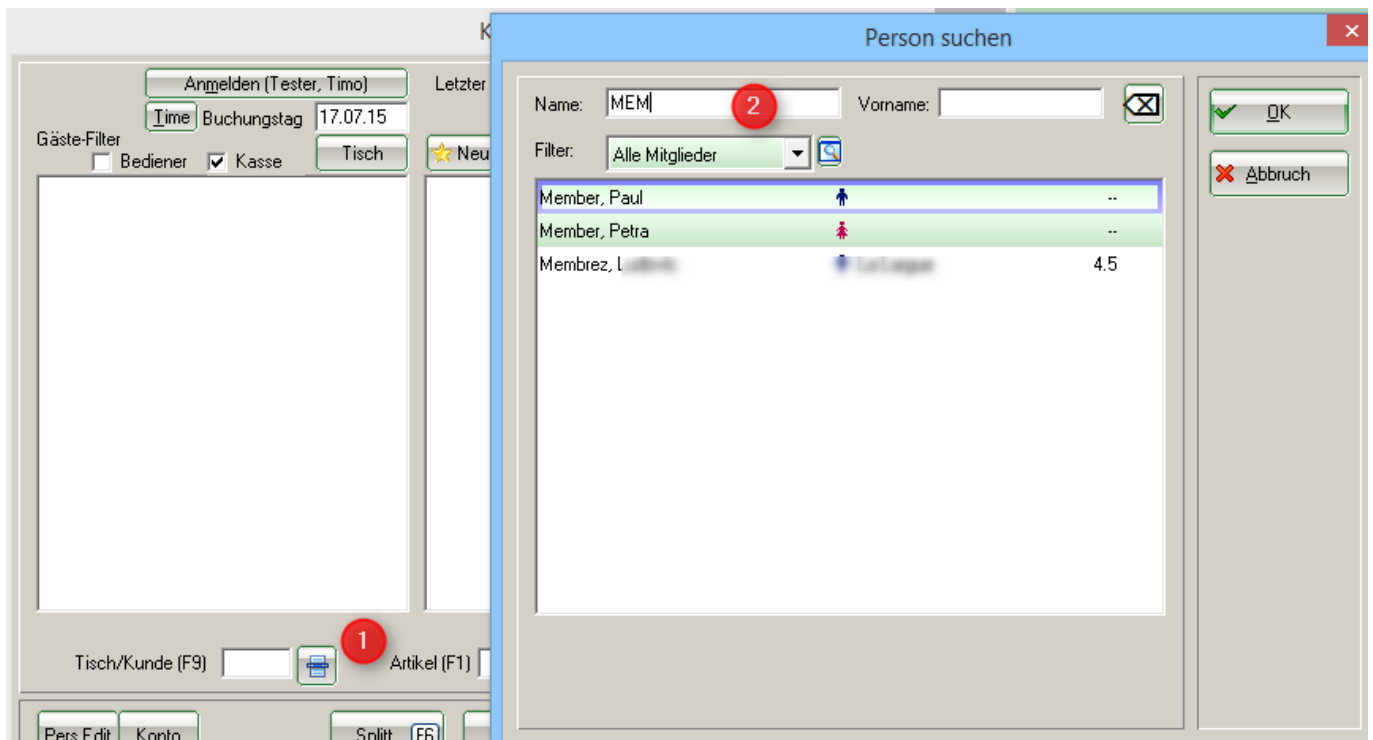 K
Anmelden (Tester, Timo)
Letzter
Time Buchungstag 17.07.15
Gäste-Filter
Bediener Kasse Tisch
Neu
1
Tisch/Kunde (F9)
Artikel (F1)
Pers.Edit Konto
Splitt F6
Person suchen
Name: MEM 2 Vorname:
Filter: Alle Mitglieder
Member, Paul --
Member, Petra --
Membrez, 4.5
OK
Abbruch